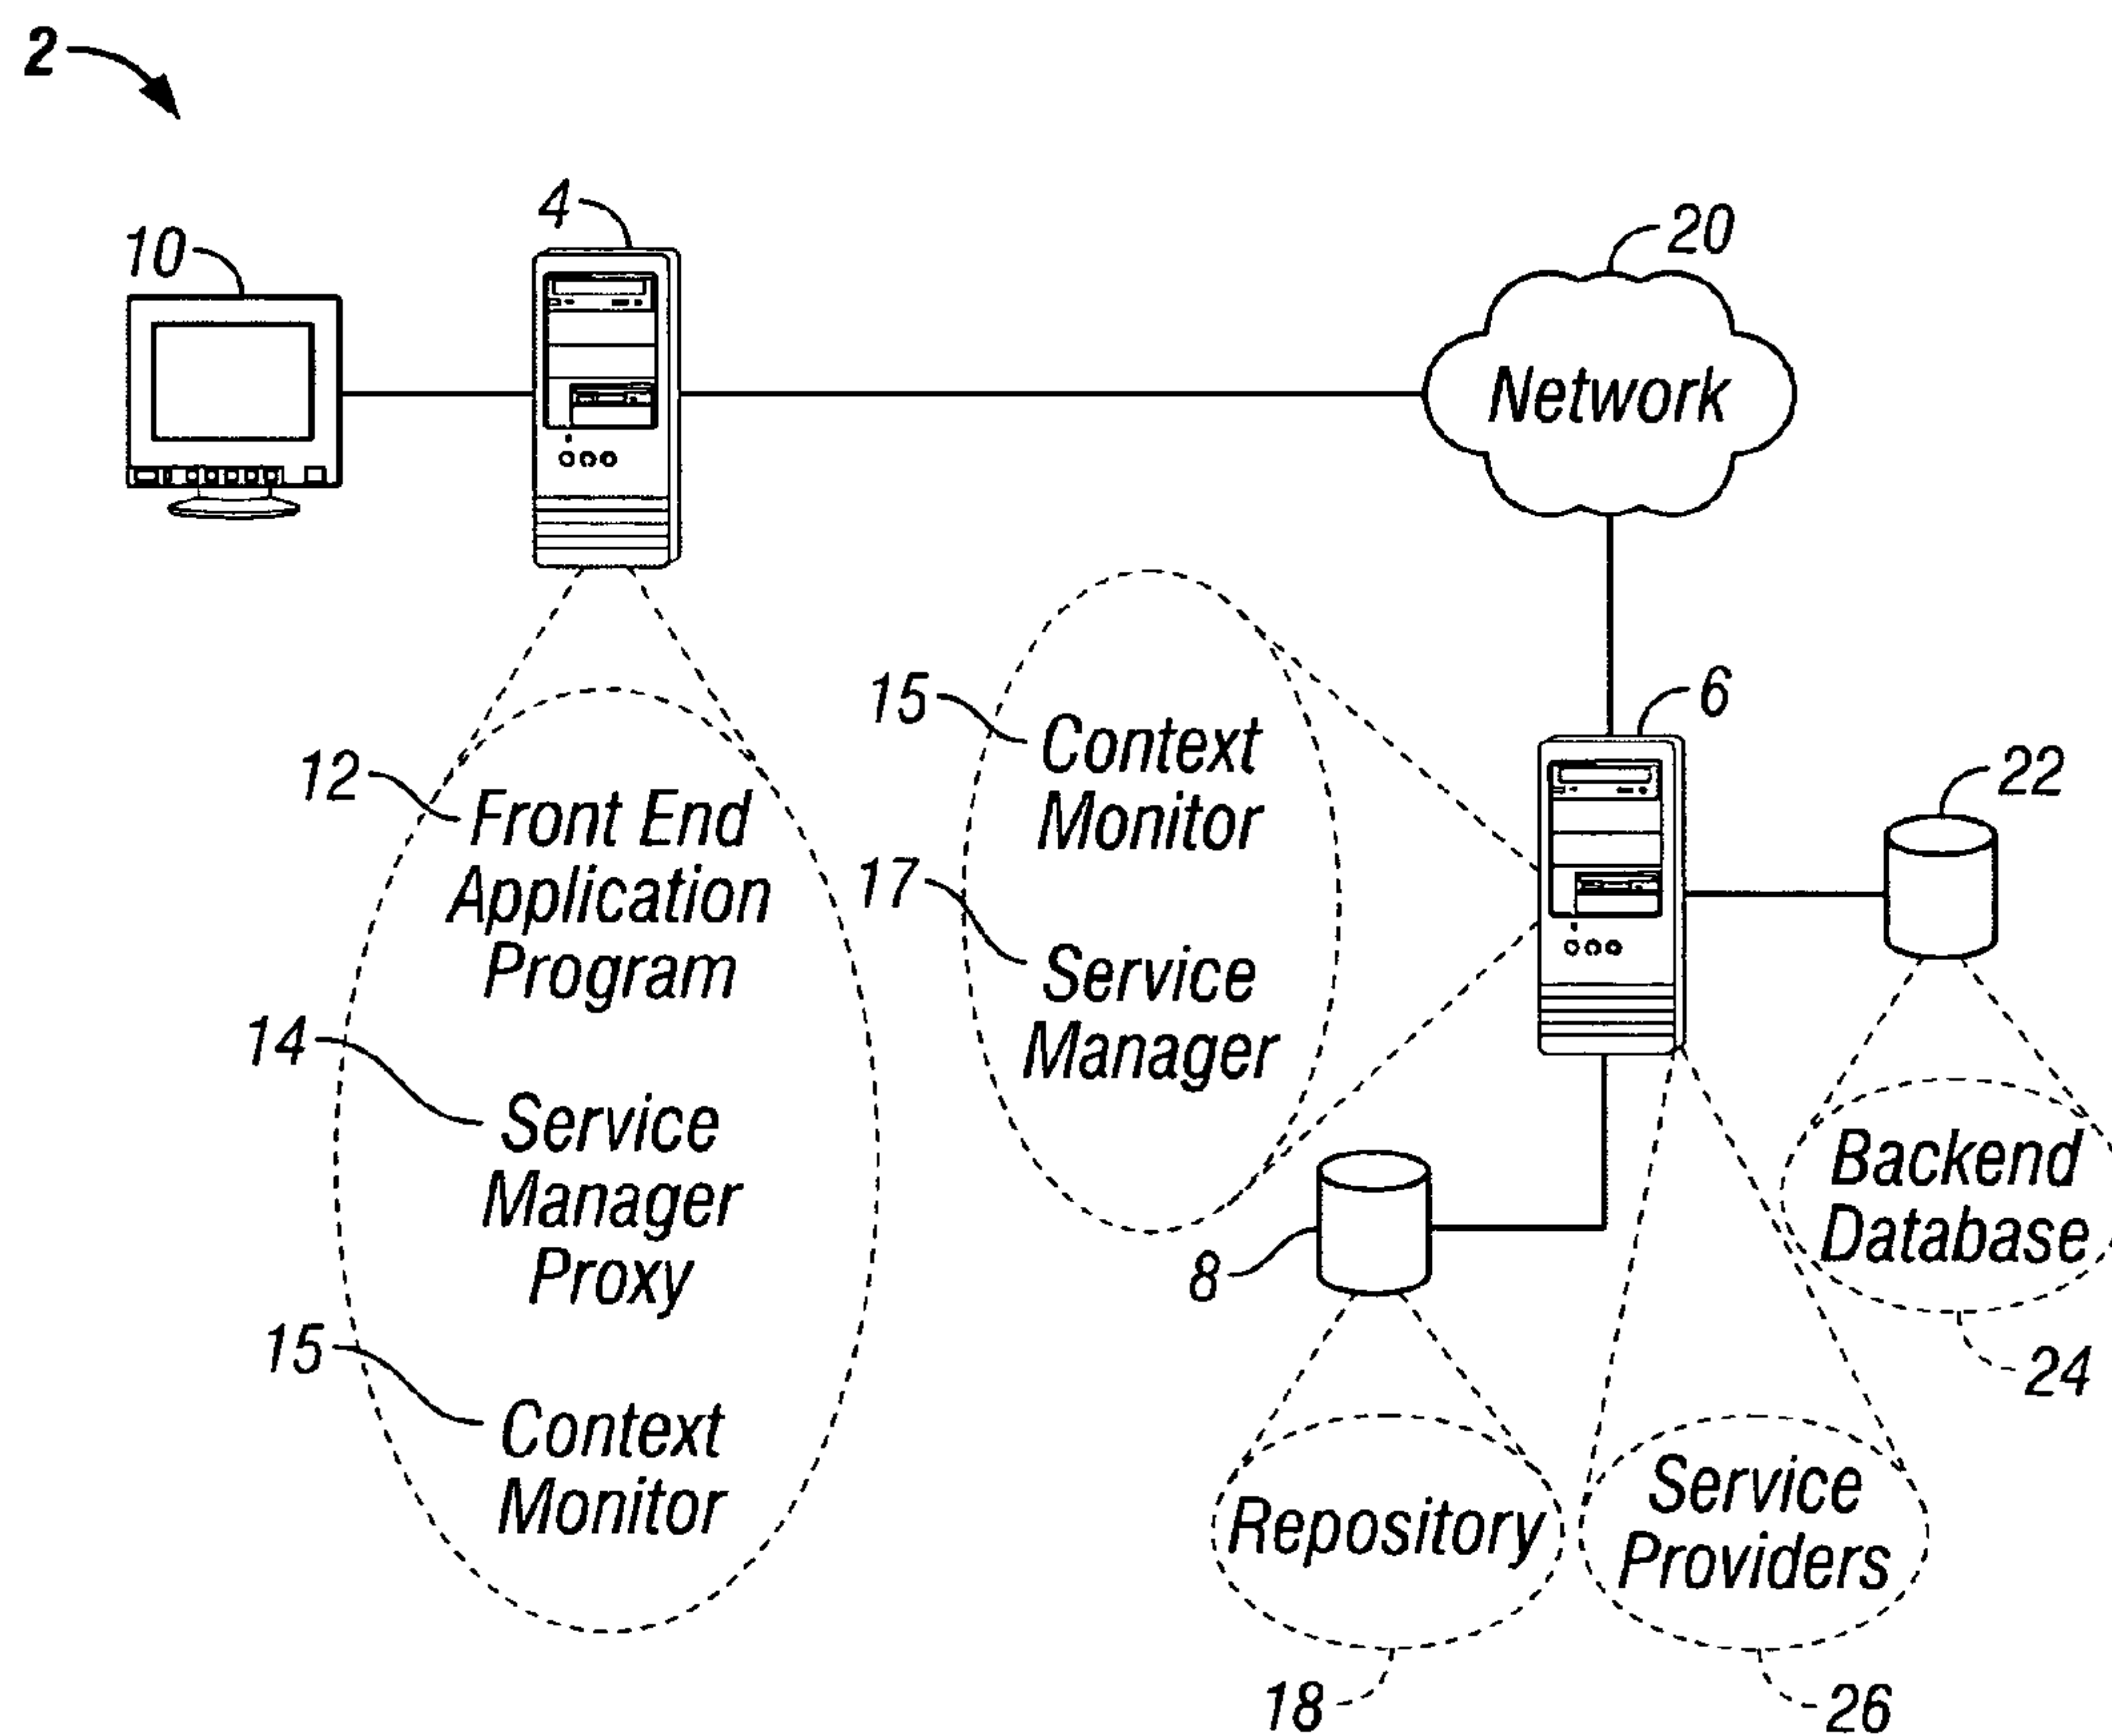 2
4
10
20
Network
6
15
Context
Monitor
22
12
Front End
Application
Program
17
Service
Manager
14
Service
Manager
Proxy
Backend
Database
8
24
15
Context
Monitor
Repository
Service
Providers
18
26